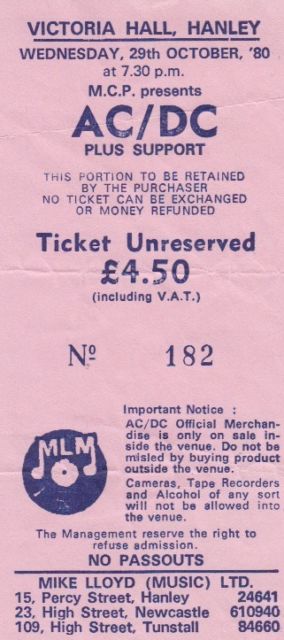 VICTORIA HALL, HANLEY
WEDNESDAY, 29th OCTOBER, '80
at 7.30 p.m.
M.C.P. presents
AC/DC
PLUS SUPPORT
THIS PORTION TO BE RETAINED
BY THE PURCHASER
NO TICKET CAN BE EXCHANGED
OR MONEY REFUNDED
Ticket Unreserved
£4.50
(including V.A.T.)
Nº 182
Important Notice :
AC/DC Official Merchan-
dise is only on sale in-
side the venue. Do not be
misled by buying product
outside the venue.
Cameras, Tape Recorders
and Alcohol of any sort
will not be allowed into
the venue.
MLM
The Management reserve the right to
refuse admission.
NO PASSOUTS
MIKE LLOYD (MUSIC) LTD.
15, Percy Street, Hanley 24641
23, High Street, Newcastle 610940
109, High Street, Tunstall 84660